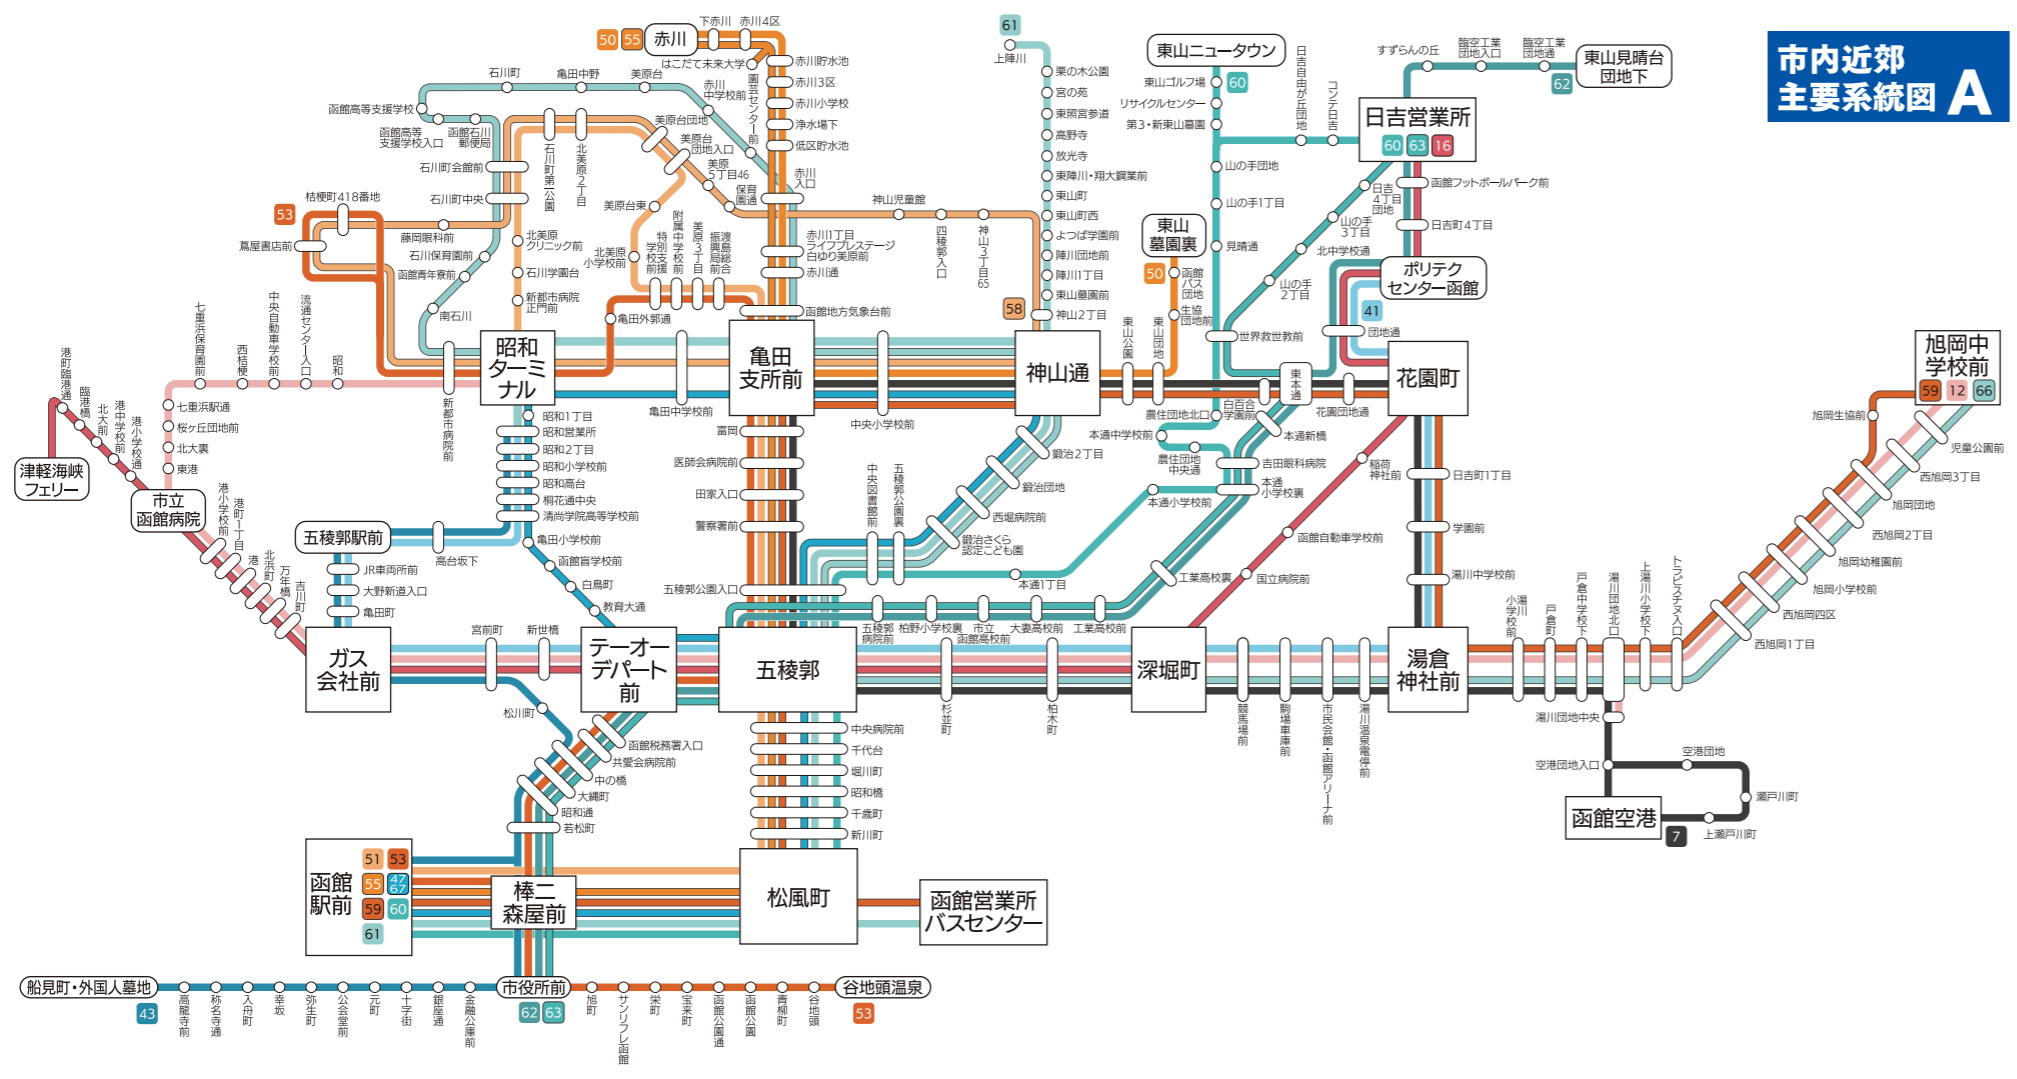 市内近郊
主要系統図 A
50
55
赤川
下赤川
赤川4区
はこだて未来大学
赤川貯水池
赤川3区
赤川小学校
浄水場下
低区貯水池
赤川
入口
園芸センター前
赤川
中学校前
美原台
亀田中野
石川町
函館高等支援学校
函館高等
支援学校入口
函館石川
郵便局
石川町会館前
石川町中央
石川町第一公園
北美原2丁目
美原台団地
美原台
団地入口
美原
5丁目46
保育
園通
美原台東
北美原
小学校前
特別支援
学校前
附属中学校前
美原3丁目
渡島総合
振興局前
赤川1丁目
ライフプレステージ
白ゆり美原前
赤川通
函館地方気象台前
桔梗町418番地
53
蔦屋書店前
藤岡眼科前
石川保育園前
函館青年寮前
南石川
北美原
クリニック前
石川学園台
新都市病院
正門前
亀田外郭通
神山児童館
四稜郭入口
神山3丁目65
61
上陣川
栗の木公園
宮の苑
東照宮参道
高野寺
放光寺
東陣川・翔大鋼業前
東山町
東山町西
よつば学園前
陣川団地前
陣川1丁目
東山墓園前
神山2丁目
58
東山ニュータウン
60
東山ゴルフ場
リサイクルセンター
第3・新東山墓園
山の手団地
山の手1丁目
見晴通
世界救世教前
日吉自由が丘団地
コンテ日吉
東山
墓園裏
50
函館
バス
団地
生協
団地前
東山公園
東山団地
すずらんの丘
臨空工業
団地入口
臨空工業
団地通
東山見晴台
団地下
62
日吉営業所
60
63
16
函館フットボールパーク前
日吉町4丁目
日吉
4丁目
団地
山の手
3丁目
山の手
2丁目
北中学校通
ポリテク
センター函館
41
団地通
花園町
東本通
花園団地通
白百合
学園前
農住団地北口
本通中学校前
農住団地
中央通
本通新橋
吉田眼科病院
本通
小学校裏
本通小学校前
本通1丁目
工業高校裏
稲荷
神社前
函館自動車学校前
国立病院前
日吉町1丁目
学園前
湯川中学校前
旭岡中
学校前
59
12
66
旭岡生協前
児童公園前
西旭岡3丁目
旭岡団地
西旭岡2丁目
旭岡幼稚園前
旭岡小学校前
西旭岡四区
西旭岡1丁目
七重浜保育園前
西桔梗
中央自動車学校前
流通センター入口
昭和
七重浜駅通
桜ヶ丘団地前
北大裏
東港
港町臨港通
臨港橋
北大前
港中学校前
港小学校通
津軽海峡
フェリー
市立
函館病院
港小学校前
港町1丁目
港
北浜町
万年橋
吉川町
昭和
ターミ
ナル
新都市病院前
亀田中学校前
亀田
支所前
中央小学校前
神山通
昭和1丁目
昭和営業所
昭和2丁目
昭和小学校前
昭和高台
桐花通中央
清尚学院高等学校前
亀田小学校前
函館盲学校前
白鳥町
教育大通
五稜郭駅前
高台坂下
JR車両所前
大野新道入口
亀田町
富岡
医師会病院前
田家入口
警察署前
五稜郭公園入口
中央図書館前
五稜郭公園裏
鍛治2丁目
鍛治団地
西堀病院前
鍛治さくら
認定こども園
五稜郭
病院前
柏野小学校裏
市立
函館高校前
大妻高校前
工業高校前
ガス
会社前
宮前町
新世橋
テーオー
デパート
前
五稜郭
杉並町
柏木町
深堀町
競馬場前
駒場車庫前
市民会館・函館アリーナ前
湯川温泉電停前
湯倉
神社前
小湯川
学校前
戸倉町
戸倉中学校下
湯川団地北口
上湯川小学校下
トラピスチヌ入口
湯川団地中央
空港団地入口
空港団地
瀬戸川町
上瀬戸川町
函館空港
7
松川町
函館税務署入口
共愛会病院前
中の橋
大縄町
昭和通
若松町
中央病院前
千代台
堀川町
昭和橋
千歳町
新川町
函館
駅前
51
53
55
47
67
59
60
61
棒二
森屋前
松風町
函館営業所
バスセンター
船見町・外国人墓地
43
高龍寺前
称名寺通
入舟町
幸坂
弥生町
公会堂前
元町
十字街
銀座通
金融公庫前
市役所前
62
63
旭町
サンリフレ函館
栄町
宝来町
函館公園通
函館公園
青柳町
谷地頭
谷地頭温泉
53